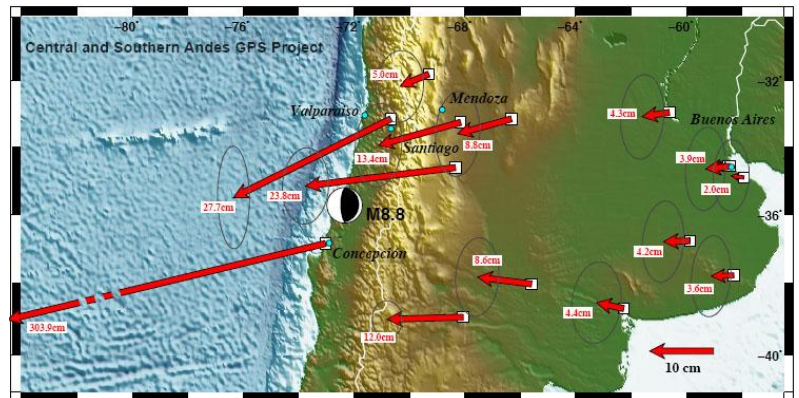 −80 −76 −72 −68 −64 −60
Central and Southern Andes GPS Project
5.0cm
−32
Valparaiso
Mendoza
4.3cm
Buenos Aires
13.4cm
Santiago
8.8cm
3.9cm
2.0cm
27.7cm
23.8cm
M8.8
−36˚
Concepción
4.2cm
8.6cm
3.6cm
303.9cm
12.0cm
4.4cm
−40˚
10 cm